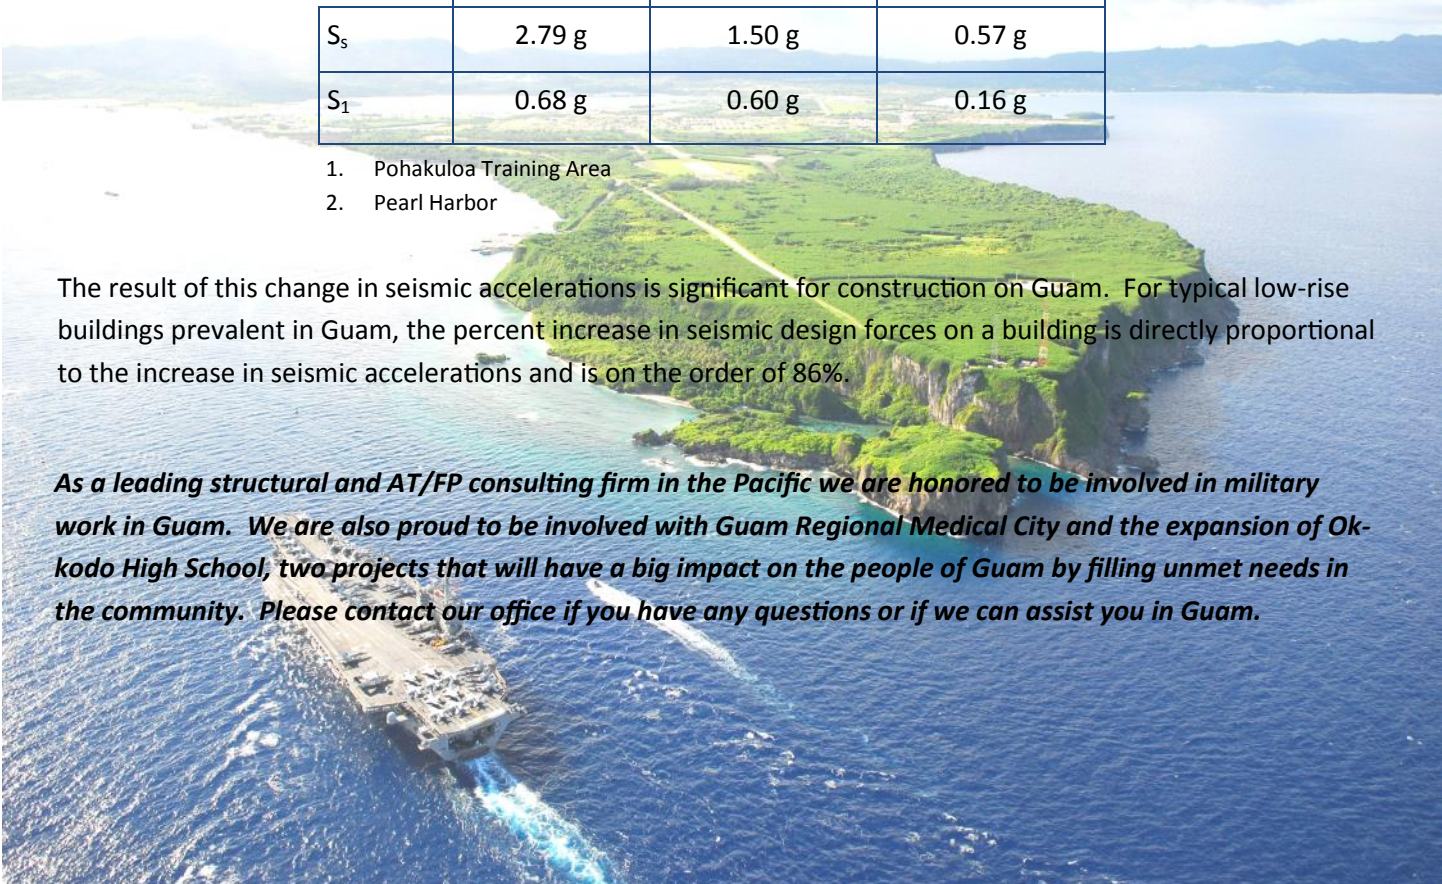 Ss 2.79 g 1.50 g 0.57 g
S1 0.68 g 0.60 g 0.16 g
1. Pohakuloa Training Area
2. Pearl Harbor
The result of this change in seismic accelerations is significant for construction on Guam. For typical low-rise
buildings prevalent in Guam, the percent increase in seismic design forces on a building is directly proportional
to the increase in seismic accelerations and is on the order of 86%.
As a leading structural and AT/FP consulting firm in the Pacific we are honored to be involved in military
work in Guam. We are also proud to be involved with Guam Regional Medical City and the expansion of Ok-
kodo High School, two projects that will have a big impact on the people of Guam by filling unmet needs in
the community. Please contact our office if you have any questions or if we can assist you in Guam.